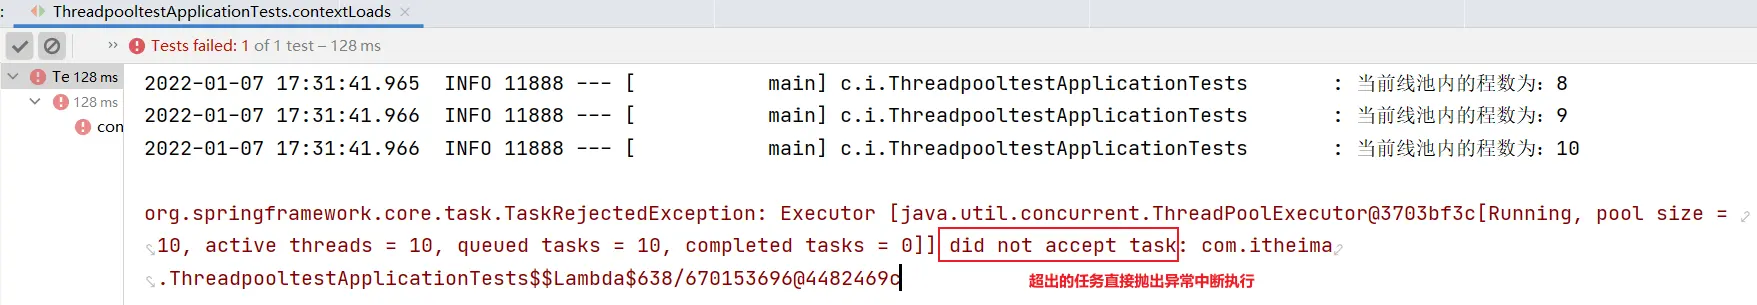 ThreadpooltestApplicationTests.contextLoads ×
» Tests failed: 1 of 1 test – 128 ms
Te 128 ms
128 ms
con
2022-01-07 17:31:41.965 INFO 11888 --- [ main] c.i.ThreadpooltestApplicationTests : 当前线池内的程数为：8
2022-01-07 17:31:41.966 INFO 11888 --- [ main] c.i.ThreadpooltestApplicationTests : 当前线池内的程数为：9
2022-01-07 17:31:41.966 INFO 11888 --- [ main] c.i.ThreadpooltestApplicationTests : 当前线池内的程数为：10
org.springframework.core.task.TaskRejectedException: Executor [java.util.concurrent.ThreadPoolExecutor@3703bf3c[Running, pool size =
10, active threads = 10, queued tasks = 10, completed tasks = 0]] did not accept task: com.itheima
.ThreadpooltestApplicationTests$$Lambda$638/670153696@4482469c
超出的任务直接抛出异常中断执行